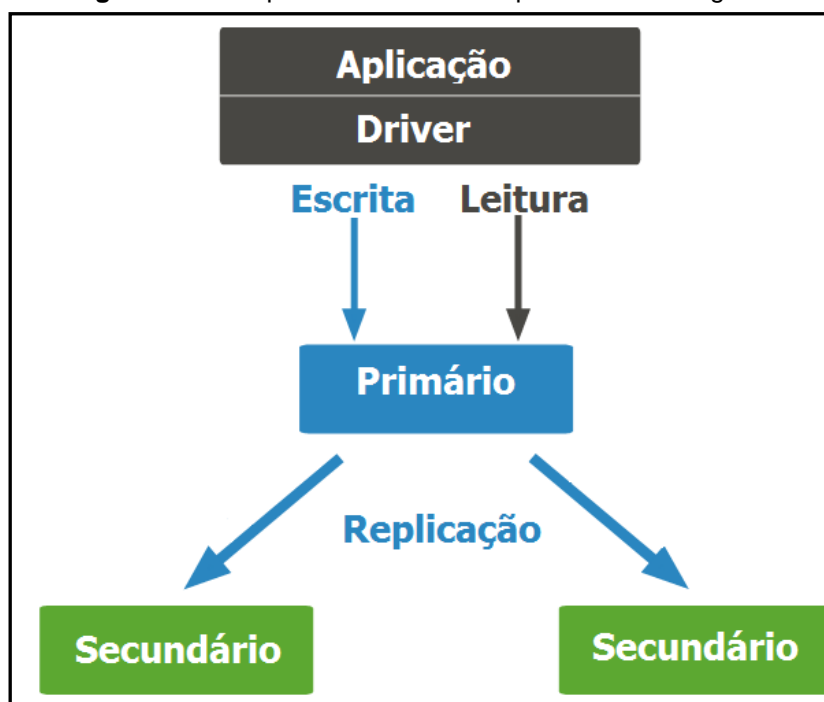 Aplicação
Driver
Escrita Leitura
Primário
Replicação
Secundário Secundário